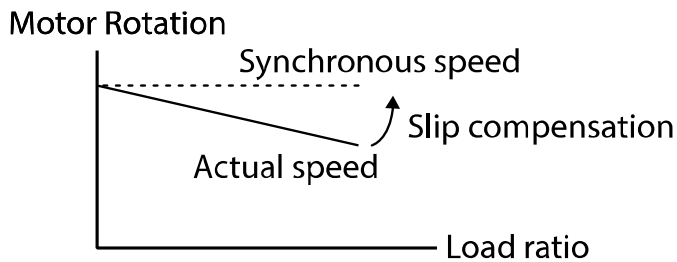 Motor Rotation
Synchronous speed
Slip compensation
Actual speed
Load ratio